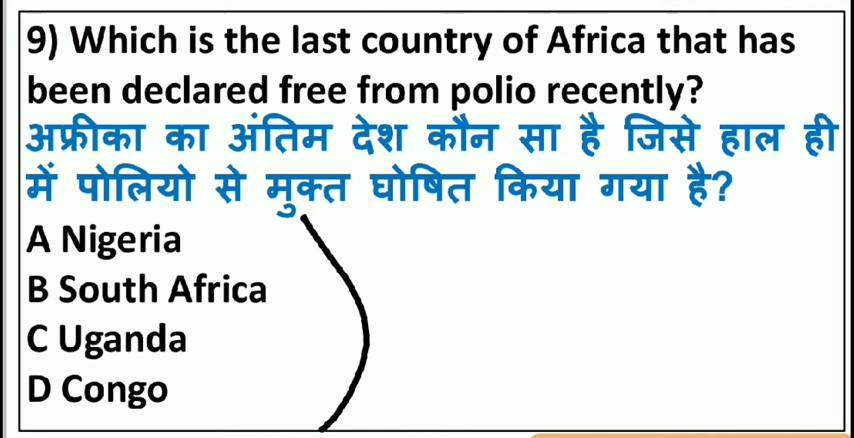 9) Which is the last country of Africa that has
been declared free from polio recently?
अफ्रीका का अंतिम देश कौन सा है जिसे हाल ही
में पोलियो से मुक्त घोषित किया गया है?
A Nigeria
B South Africa
C Uganda
D Congo